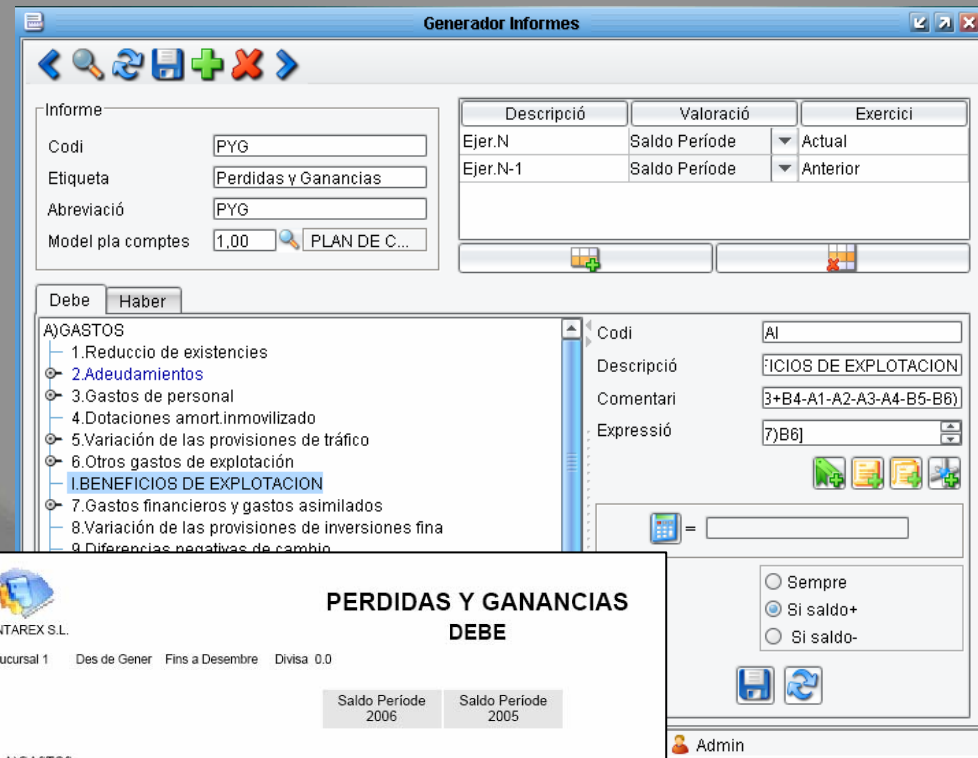 Generador Informes
Informe
Codi PYG
Etiqueta Perdidas y Ganancias
Abreviació PYG
Model pla comptes 1,00 PLAN DE C...
Descripció Valoració Exercici
Ejer.N Saldo Període Actual
Ejer.N-1 Saldo Període Anterior
Debe Haber
A)GASTOS
1.Reduccio de existencies
2.Adeudamientos
3.Gastos de personal
4.Dotaciones amort.inmovilizado
5.Variación de las provisiones de tráfico
6.Otros gastos de explotación
I.BENEFICIOS DE EXPLOTACION
7.Gastos financieros y gastos asimilados
8.Variación de las provisiones de inversiones fina
9.Diferencias negativas de cambio
Codi AI
Descripció FICIOS DE EXPLOTACION
Comentari 3+B4-A1-A2-A3-A4-B5-B6)
Expressió 7)B6]
=
Sempre
Si saldo+
Si saldo-
Admin
NTAREX S.L.
PERDIDAS Y GANANCIAS
DEBE
ucursal 1 Des de Gener Fins a Desembre Divisa 0.0
Saldo Període 2006
Saldo Període 2005